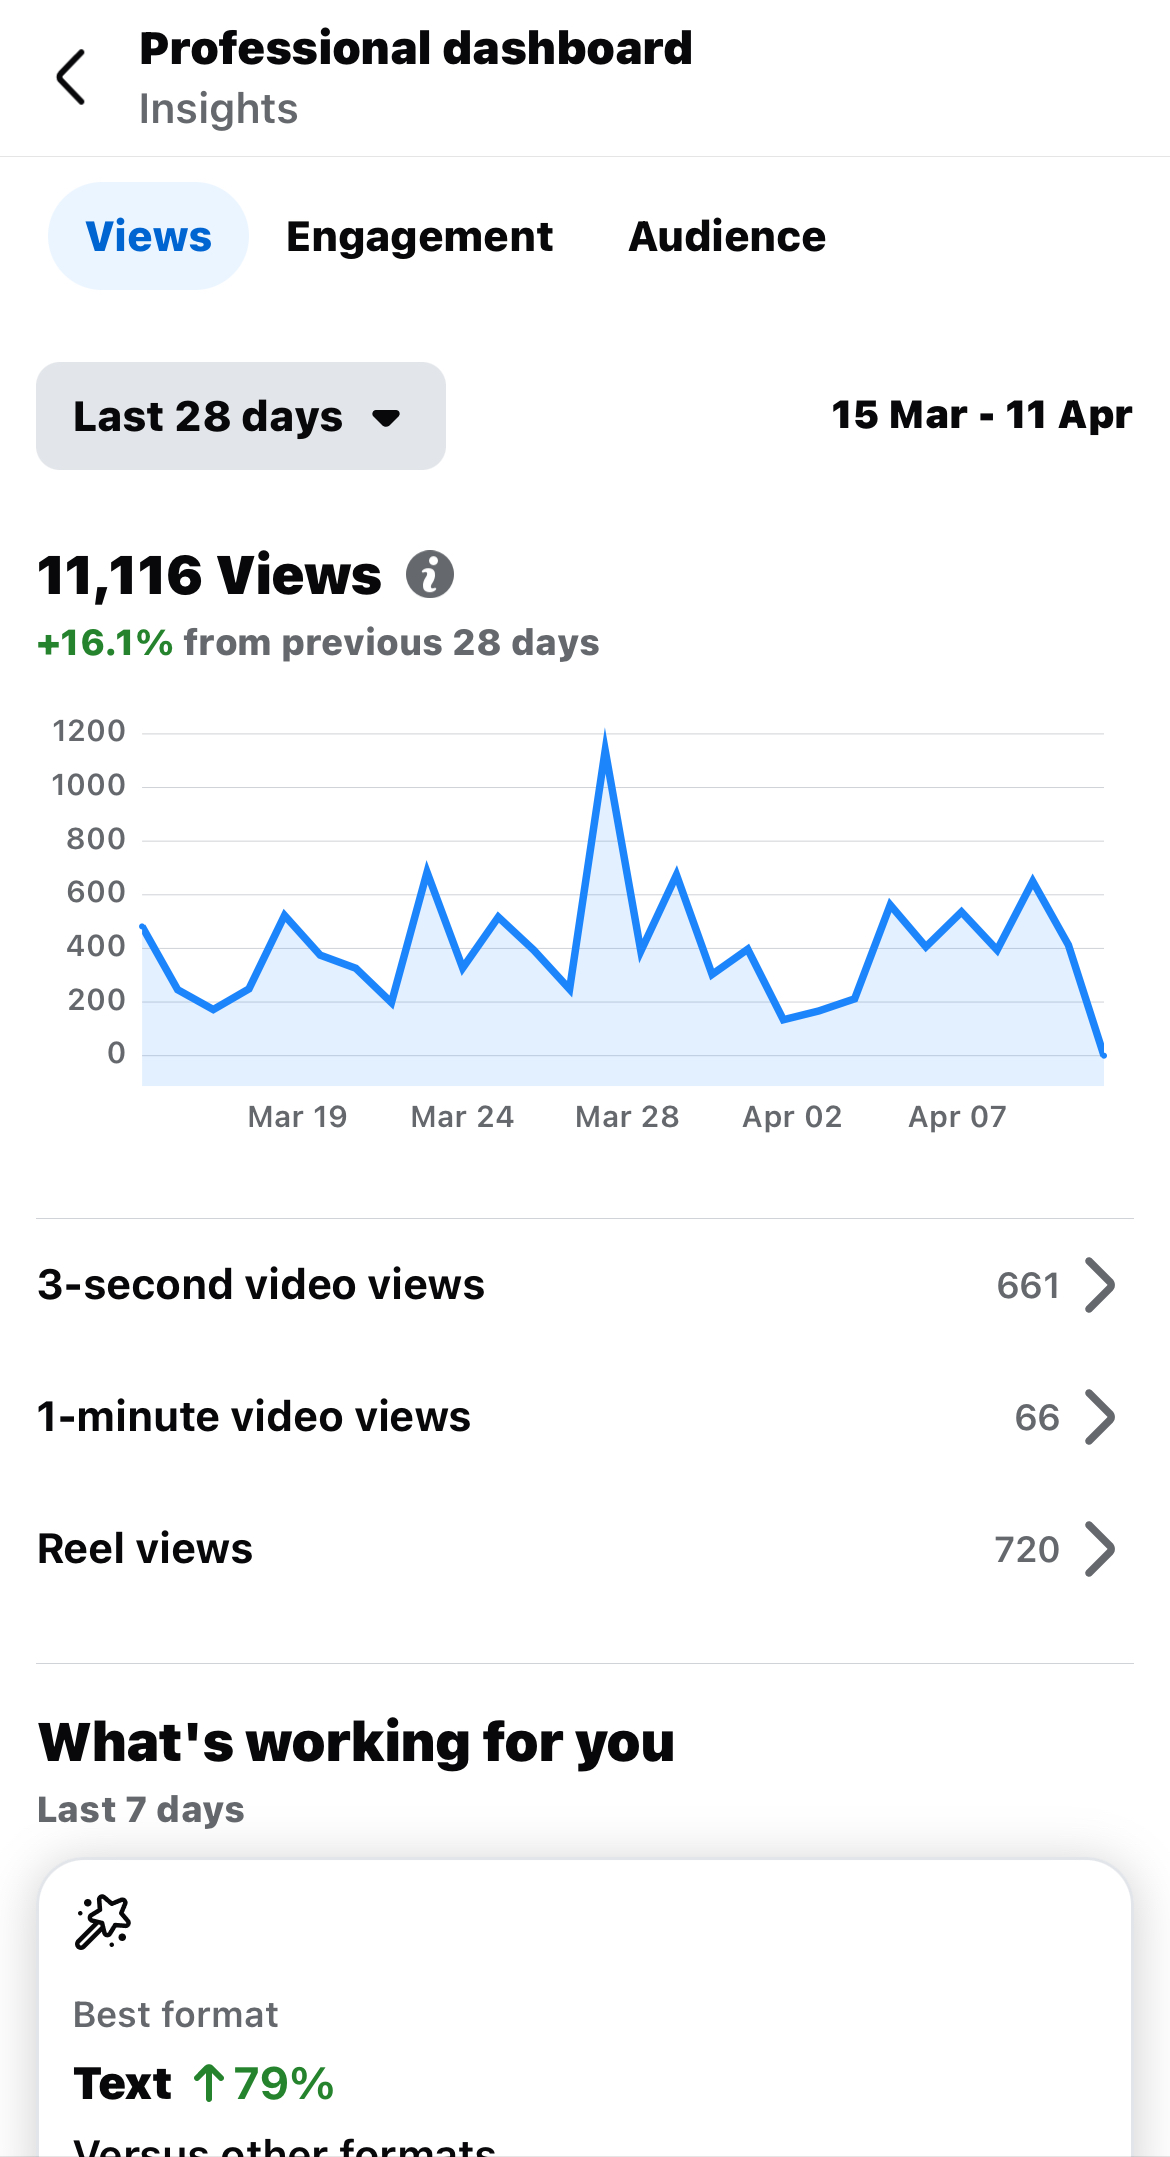 Professional dashboard
Insights
Views Engagement Audience
Last 28 days
15 Mar - 11 Apr
11,116 Views
+16.1% from previous 28 days
1200
1000
800
600
400
200
0
Mar 19 Mar 24 Mar 28 Apr 02 Apr 07
3-second video views 661
1-minute video views 66
Reel views 720
What's working for you
Last 7 days
Best format
Text ↑79%
Versus other formats